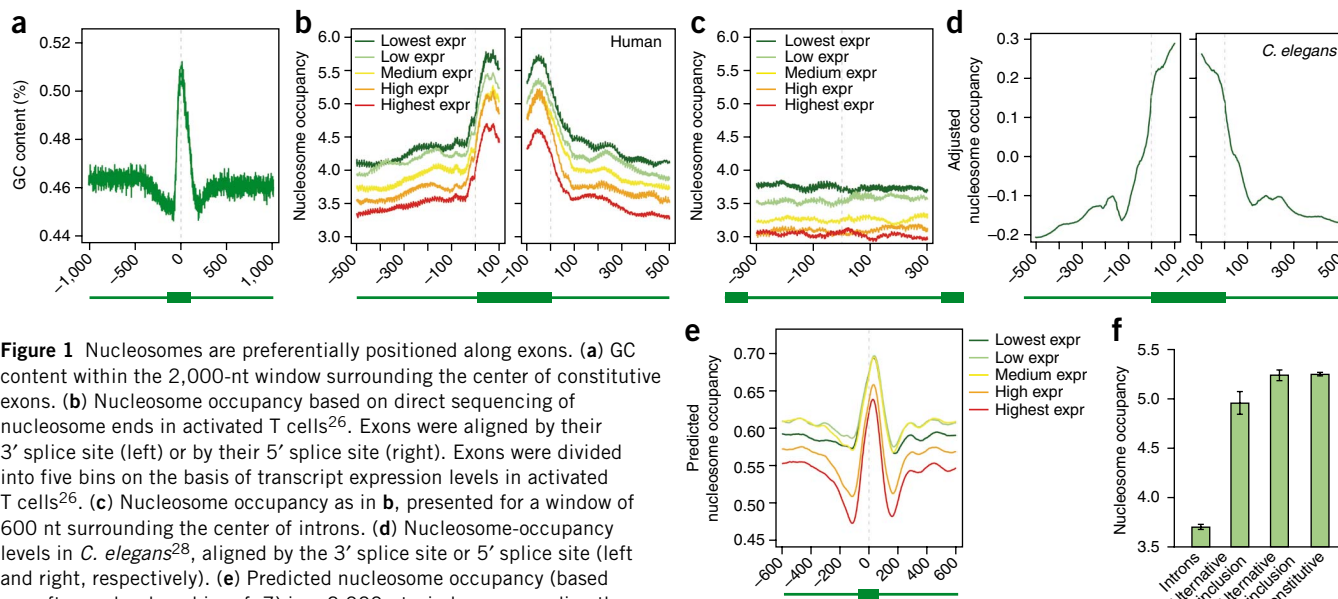 a
GC content (%)
0.52
0.50
0.48
0.46
0.44
–1,000
–500
0
500
1,000
b
Nucleosome occupancy
6.0
5.5
5.0
4.5
4.0
3.5
3.0
Lowest expr
Low expr
Medium expr
High expr
Highest expr
Human
–500
–300
–100
100
–100
100
300
500
c
Nucleosome occupancy
6.0
5.5
5.0
4.5
4.0
3.5
3.0
Lowest expr
Low expr
Medium expr
High expr
Highest expr
–300
–100
100
300
d
Adjusted
nucleosome occupancy
0.3
0.2
0.1
0.0
–0.1
–0.2
C. elegans
–500
–300
–100
100
–100
100
300
500
Figure 1 Nucleosomes are preferentially positioned along exons. (a) GC
content within the 2,000-nt window surrounding the center of constitutive
exons. (b) Nucleosome occupancy based on direct sequencing of
nucleosome ends in activated T cells26. Exons were aligned by their
3′ splice site (left) or by their 5′ splice site (right). Exons were divided
into five bins on the basis of transcript expression levels in activated
T cells26. (c) Nucleosome occupancy as in b, presented for a window of
600 nt surrounding the center of introns. (d) Nucleosome-occupancy
levels in C. elegans28, aligned by the 3′ splice site or 5′ splice site (left
and right, respectively). (e) Predicted nucleosome occupancy (based
e
Predicted
nucleosome occupancy
0.70
0.65
0.60
0.55
0.50
0.45
–600
–400
–200
0
200
400
600
Lowest expr
Low expr
Medium expr
High expr
Highest expr
f
Nucleosome occupancy
5.5
5.0
4.5
4.0
3.5
Introns